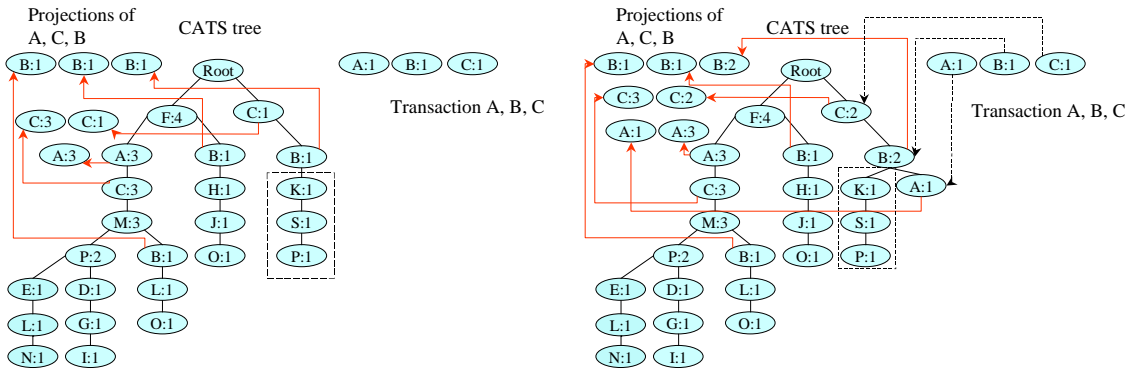 Projections of
A, C, B
CATS tree
B:1 B:1 B:1
Root
A:1 B:1 C:1
C:3 C:1
F:4
C:1
Transaction A, B, C
A:3
A:3
B:1
B:1
C:3
H:1
K:1
M:3
J:1
S:1
P:2
B:1
O:1
P:1
E:1
D:1
L:1
L:1
G:1
O:1
N:1
I:1
Projections of
A, C, B
CATS tree
B:1 B:1 B:2
Root
A:1 B:1 C:1
C:3 C:2
F:4
C:2
Transaction A, B, C
A:1 A:3
A:3
B:1
B:2
C:3
H:1
K:1
A:1
M:3
J:1
S:1
P:2
B:1
O:1
P:1
E:1
D:1
L:1
L:1
G:1
O:1
N:1
I:1